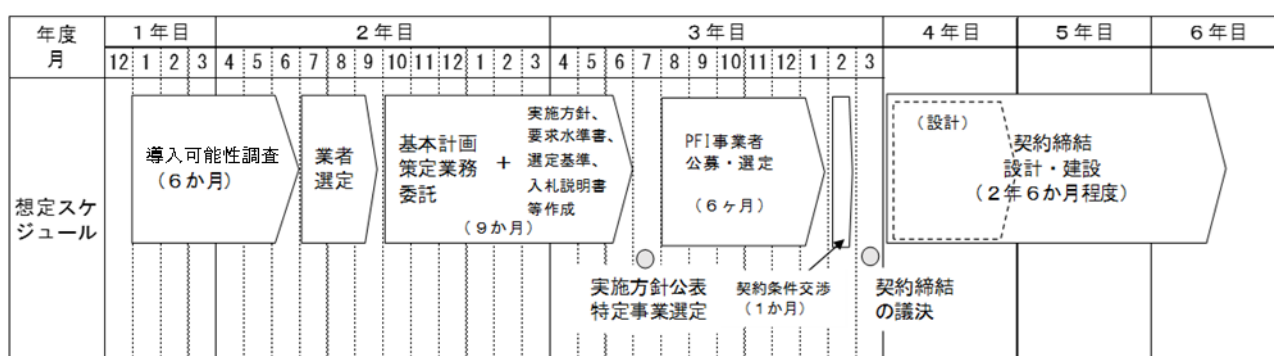 年度
月
1年目
2年目
3年目
4年目
5年目
6年目
12 1 2 3 4 5 6 7 8 9 10 11 12 1 2 3 4 5 6 7 8 9 10 11 12 1 2 3
想定スケ
ジュール
導入可能性調査
(6か月)
業者
選定
基本計画
策定業務
委託
+
実施方針、
要求水準書、
選定基準、
入札説明書
等作成
(9か月)
PFI事業者
公募・選定
(6ヶ月)
(設計)
契約締結
設計・建設
(2年6か月程度)
実施方針公表
特定事業選定
契約条件交渉
(1か月)
契約締結
の議決